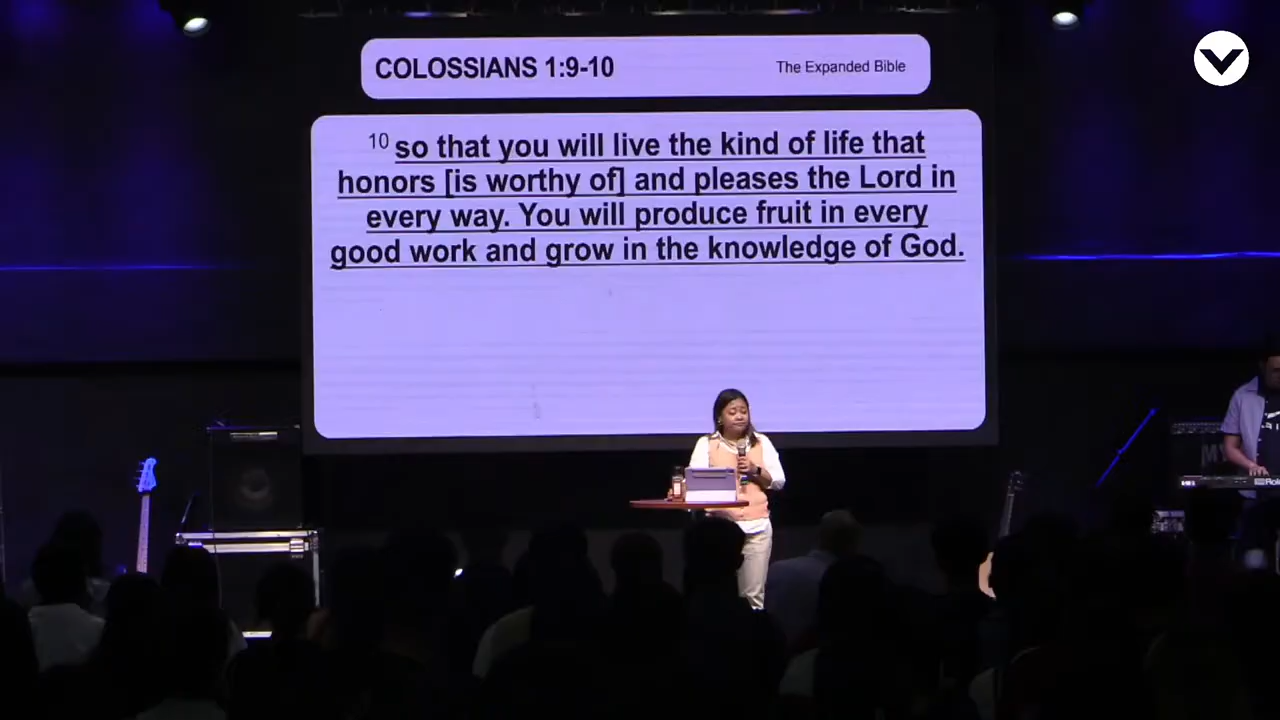 COLOSSIANS 1:9-10
The Expanded Bible
10 so that you will live the kind of life that
honors [is worthy of] and pleases the Lord in
every way. You will produce fruit in every
good work and grow in the knowledge of God.
Roland